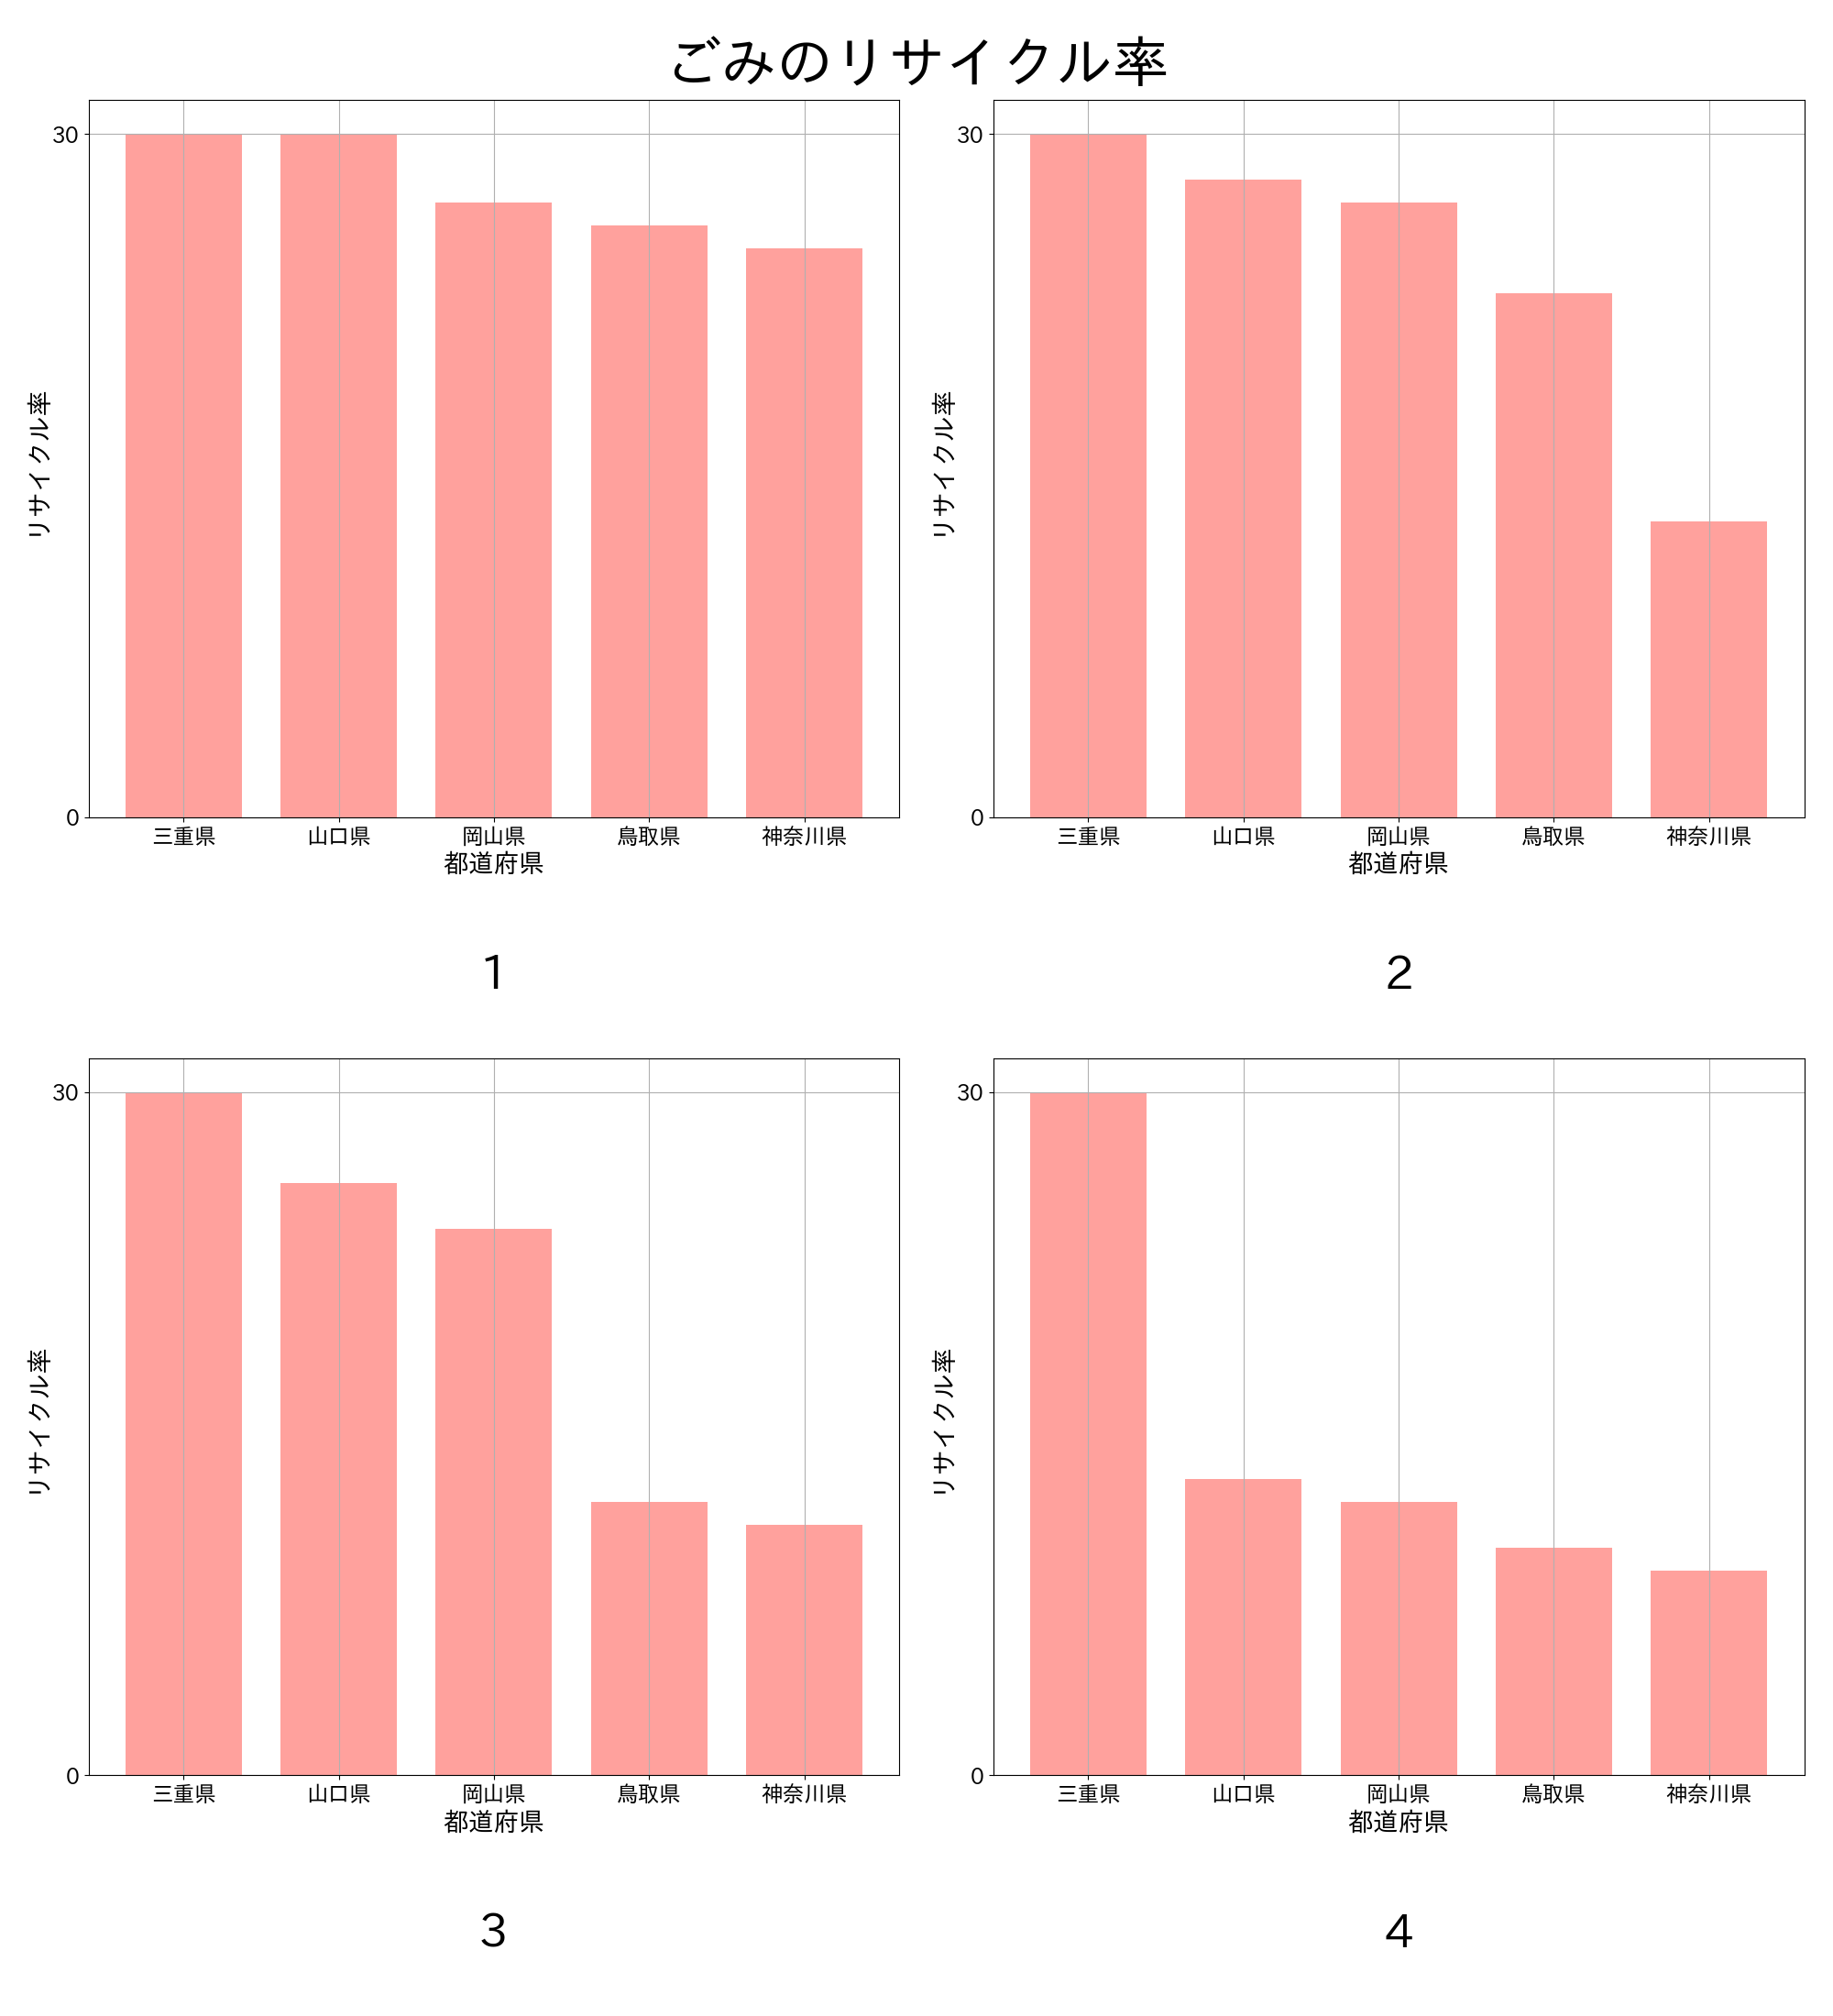 ごみのリサイクル率
30
0
リサイクル率
三重県 山口県 岡山県 鳥取県 神奈川県
都道府県
1
30
0
リサイクル率
三重県 山口県 岡山県 鳥取県 神奈川県
都道府県
2
30
0
リサイクル率
三重県 山口県 岡山県 鳥取県 神奈川県
都道府県
3
30
0
リサイクル率
三重県 山口県 岡山県 鳥取県 神奈川県
都道府県
4